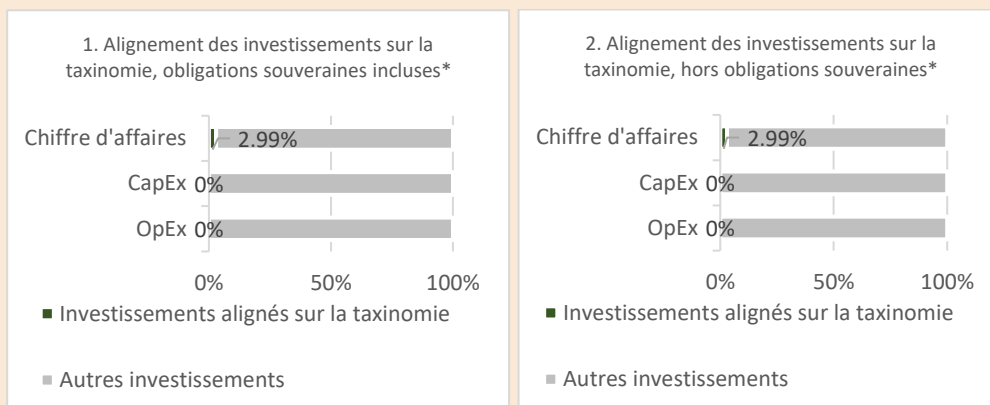 1. Alignement des investissements sur la
taxinomie, obligations souveraines incluses*
Chiffre d'affaires
2.99%
CapEx 0%
OpEx 0%
0% 50% 100%
Investissements alignés sur la taxinomie
Autres investissements
2. Alignement des investissements sur la
taxinomie, hors obligations souveraines*
Chiffre d'affaires
2.99%
CapEx 0%
OpEx 0%
0% 50% 100%
Investissements alignés sur la taxinomie
Autres investissements